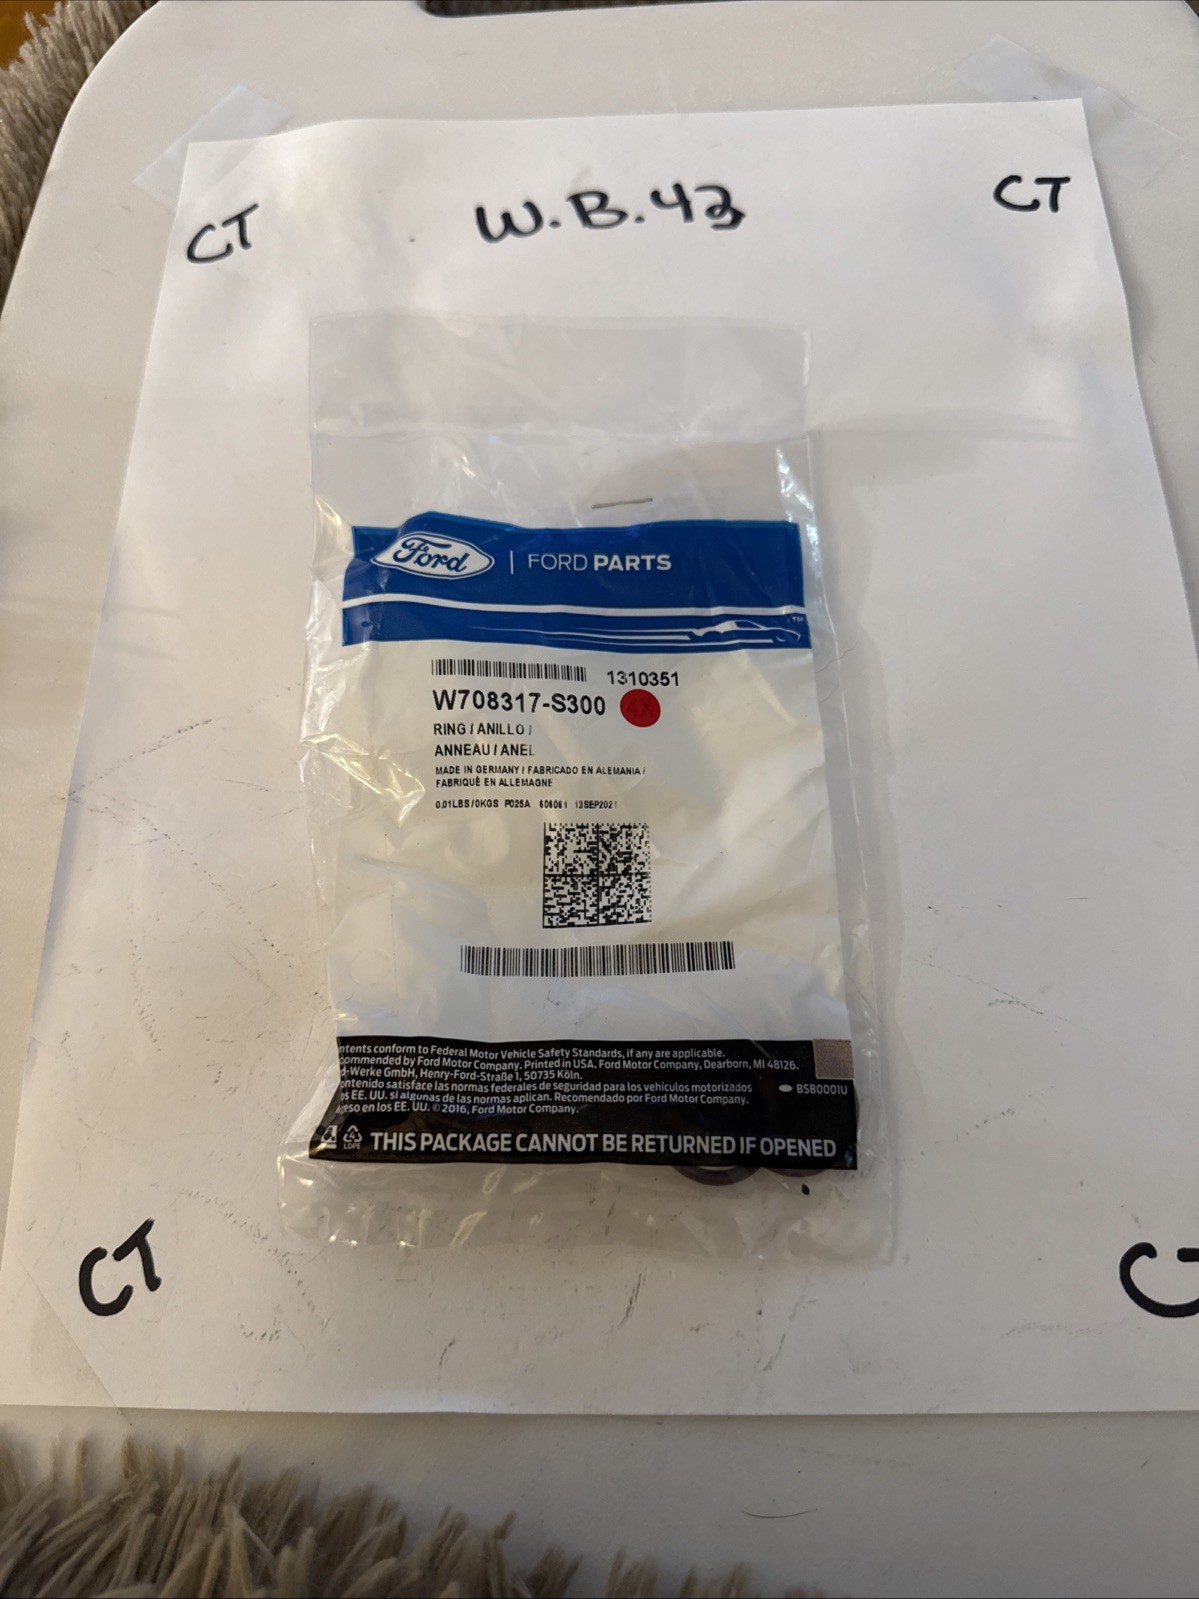 CT W.B.43 CT
Ford | FORD PARTS
TM
1310351
W708317-S300 4X
RING / ANILLO /
ANNEAU / ANEL
MADE IN GERMANY / FABRICADO EN ALEMANIA /
FABRIQUÉ EN ALLEMAGNE
0.01LBS/0KGS P025A 606061 13SEP2021
ntents conform to Federal Motor Vehicle Safety Standards, if any are applicable.
commended by Ford Motor Company. Printed in USA. Ford Motor Company, Dearborn, MI 48126.
d-Werke GmbH, Henry-Ford-Straße 1, 50735 Köln.
ontenido satisface las normas federales de seguridad para los vehículos motorizados
os EE. UU. si algunas de las normas aplican. Recomendado por Ford Motor Company.
BSB0001U
eso en los EE. UU. © 2016, Ford Motor Company.
4
LDPE
THIS PACKAGE CANNOT BE RETURNED IF OPENED
CT
C